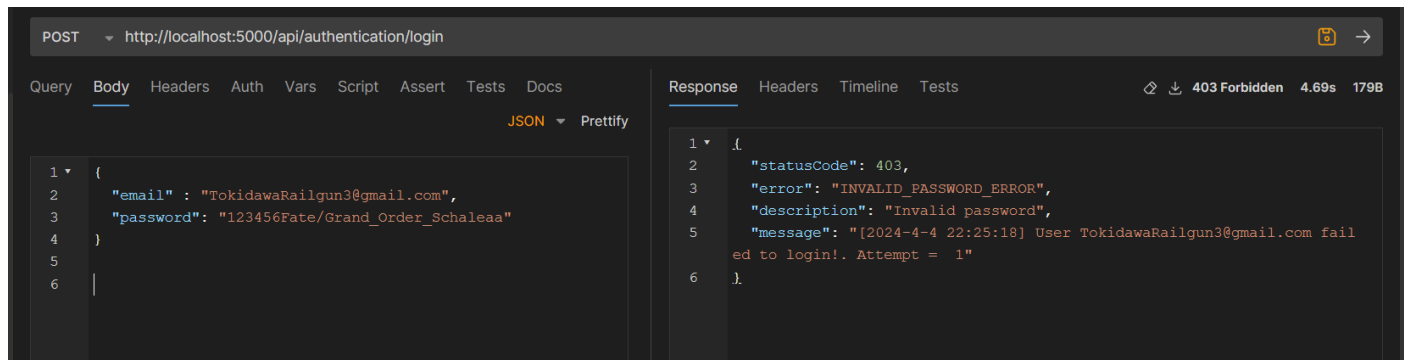 POST http://localhost:5000/api/authentication/login
Query Body Headers Auth Vars Script Assert Tests Docs
JSON Prettify
1 {
2 "email" : "TokidawaRailgun3@gmail.com",
3 "password": "123456Fate/Grand_Order_Schaleaa"
4 }
5
6
Response Headers Timeline Tests 403 Forbidden 4.69s 179B
1 {
2 "statusCode": 403,
3 "error": "INVALID_PASSWORD_ERROR",
4 "description": "Invalid password",
5 "message": "[2024-4-4 22:25:18] User TokidawaRailgun3@gmail.com fail
ed to login!. Attempt =  1"
6 }